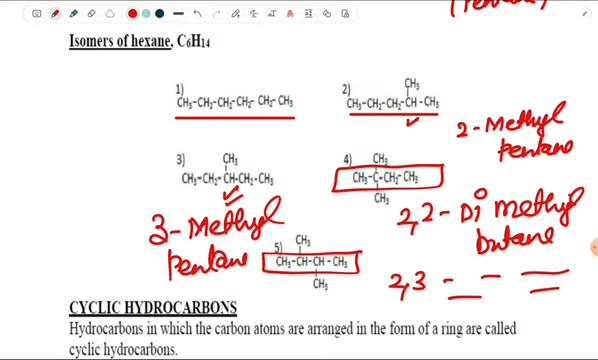 Isomers of hexane, C₆H₁₄
1)
CH₃-CH₂-CH₂-CH₂-CH₂-CH₃
2)
CH₃
CH₃-CH₂-CH₂-CH-CH₃
2-Methyl
pentane
3)
CH₃
CH₃-CH₂-CH-CH₂-CH₃
4)
CH₃
CH₃-C-CH₂-CH₃
CH₃
3-Methyl
pentane
2,2-Di methyl
butane
5)
CH₃
CH₃-CH-CH-CH₃
CH₃
2,3 - - -
CYCLIC HYDROCARBONS
Hydrocarbons in which the carbon atoms are arranged in the form of a ring are called
cyclic hydrocarbons.